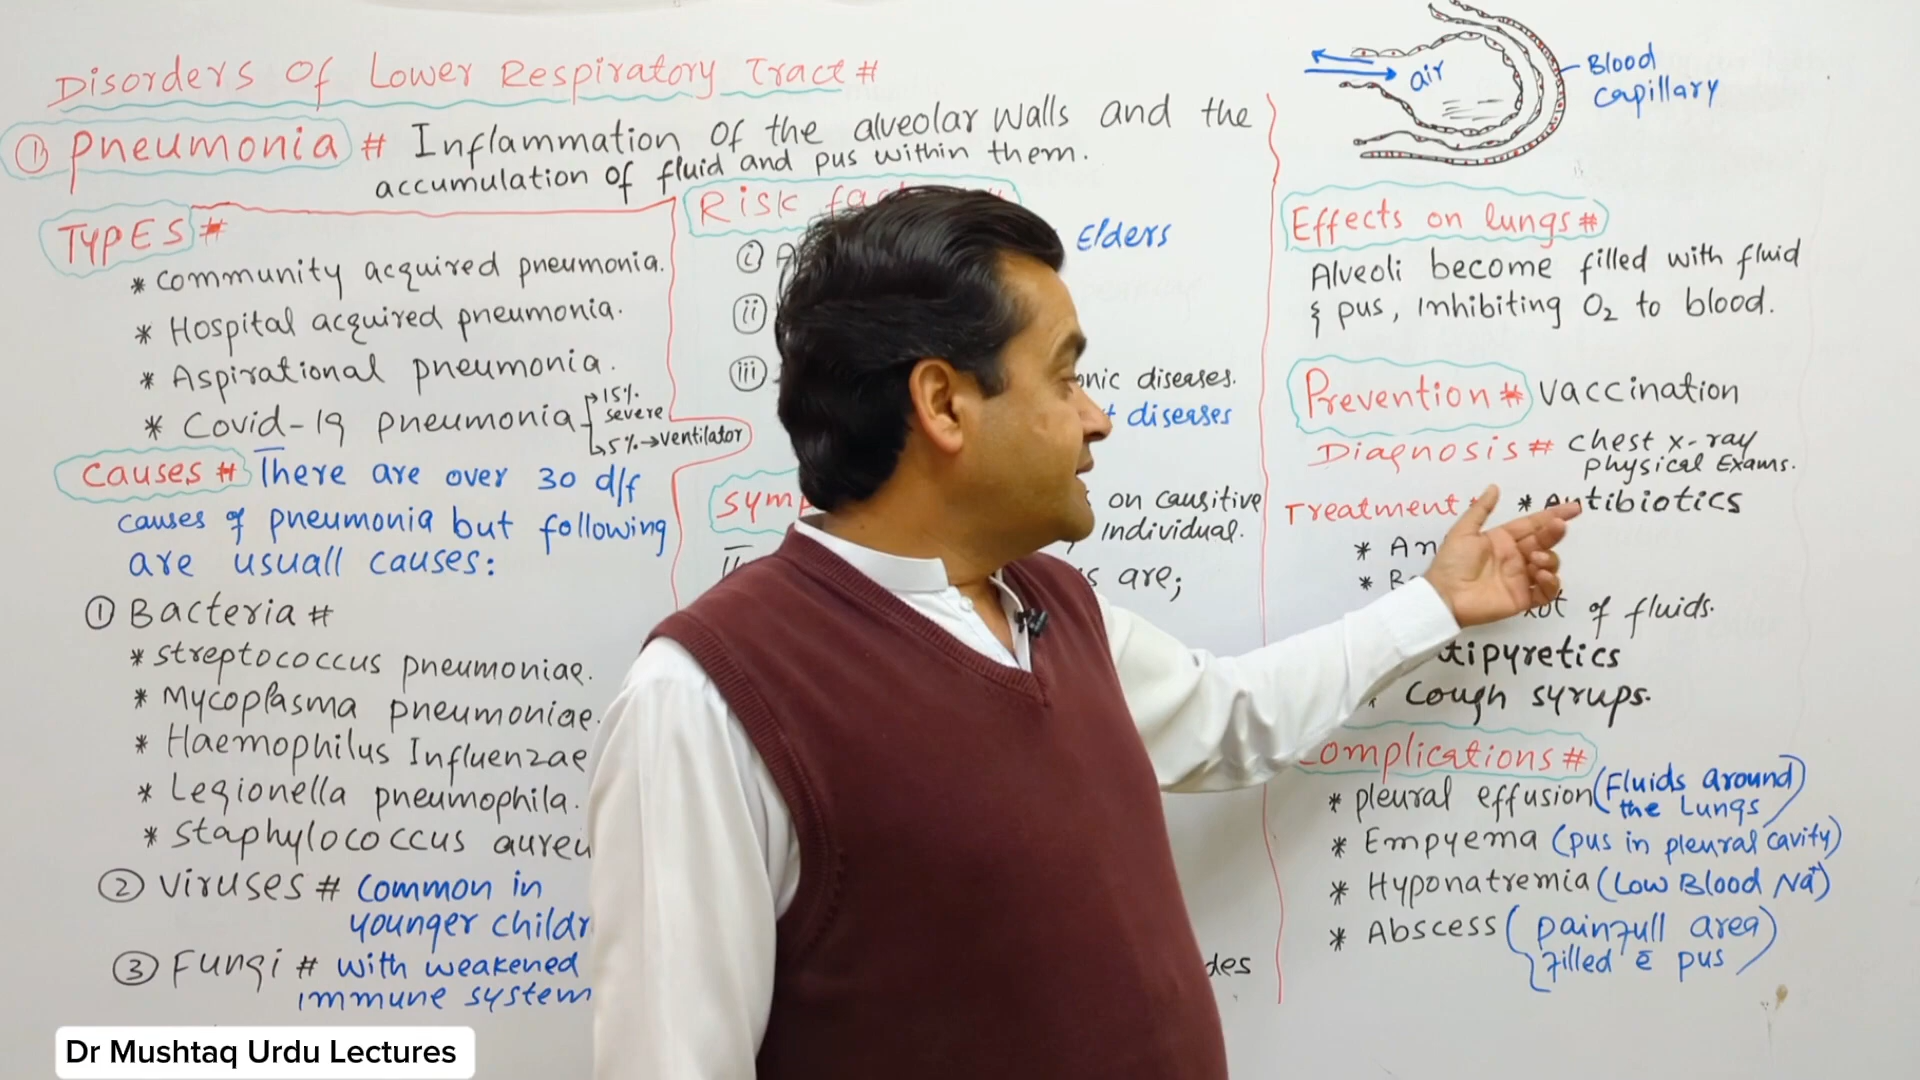 Disorders Of Lower Respiratory Tract #
① Pneumonia # Inflammation of the alveolar walls and the
accumulation of fluid and pus within them.
TYPES #
* Community acquired pneumonia.
* Hospital acquired pneumonia.
* Aspirational pneumonia.
* Covid-19 pneumonia
15%
severe
5% → ventilator
Causes # There are over 30 d/f
causes of pneumonia but following
are usuall causes:
① Bacteria #
* Streptococcus pneumoniae.
* Mycoplasma pneumoniae.
* Haemophilus Influenzae
* Legionella pneumophila.
* Staphylococcus aureu
② Viruses # Common in
younger childr
③ Fungi # with weakened
immune system
Risk
(i) Elders
(ii)
(iii) diseases.
diseases
on causitive
Individual.
are;
air
Blood
capillary
Effects on lungs #
Alveoli become filled with fluid
& pus, inhibiting O2 to blood.
Prevention # Vaccination
Diagnosis # chest x-ray
physical Exams.
Treatment * Antibiotics
* An
*
of fluids.
tipyretics
Cough syrups.
Complications #
* pleural effusion (Fluids around
the Lungs)
* Empyema (pus in pleural cavity)
* Hyponatremia (Low Blood Na+)
* Abscess (painfull area
filled c̄ pus)
Dr Mushtaq Urdu Lectures